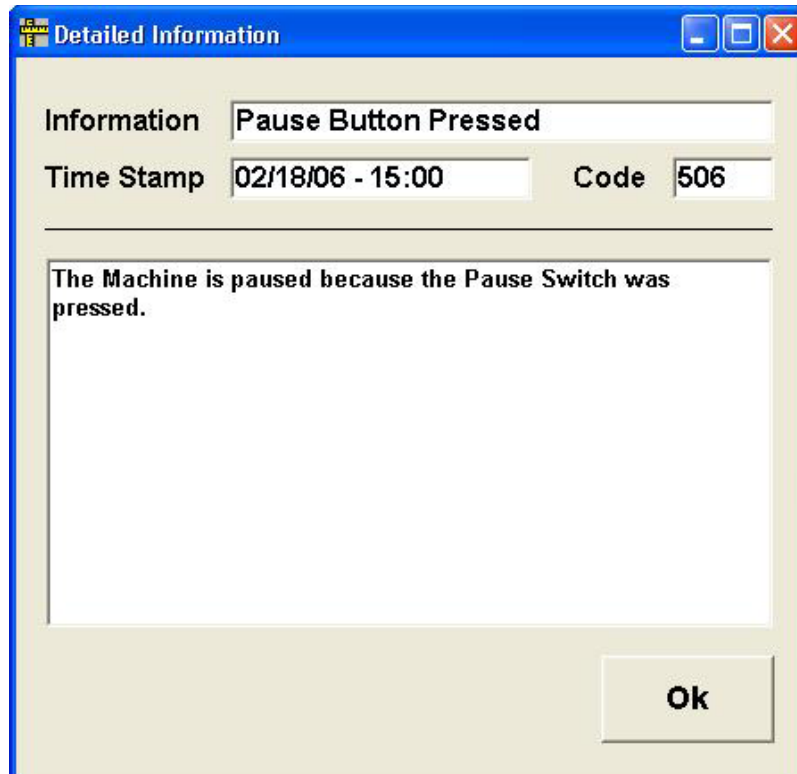 Detailed Information
Information Pause Button Pressed
Time Stamp 02/18/06 - 15:00 Code 506
The Machine is paused because the Pause Switch was
pressed.
Ok